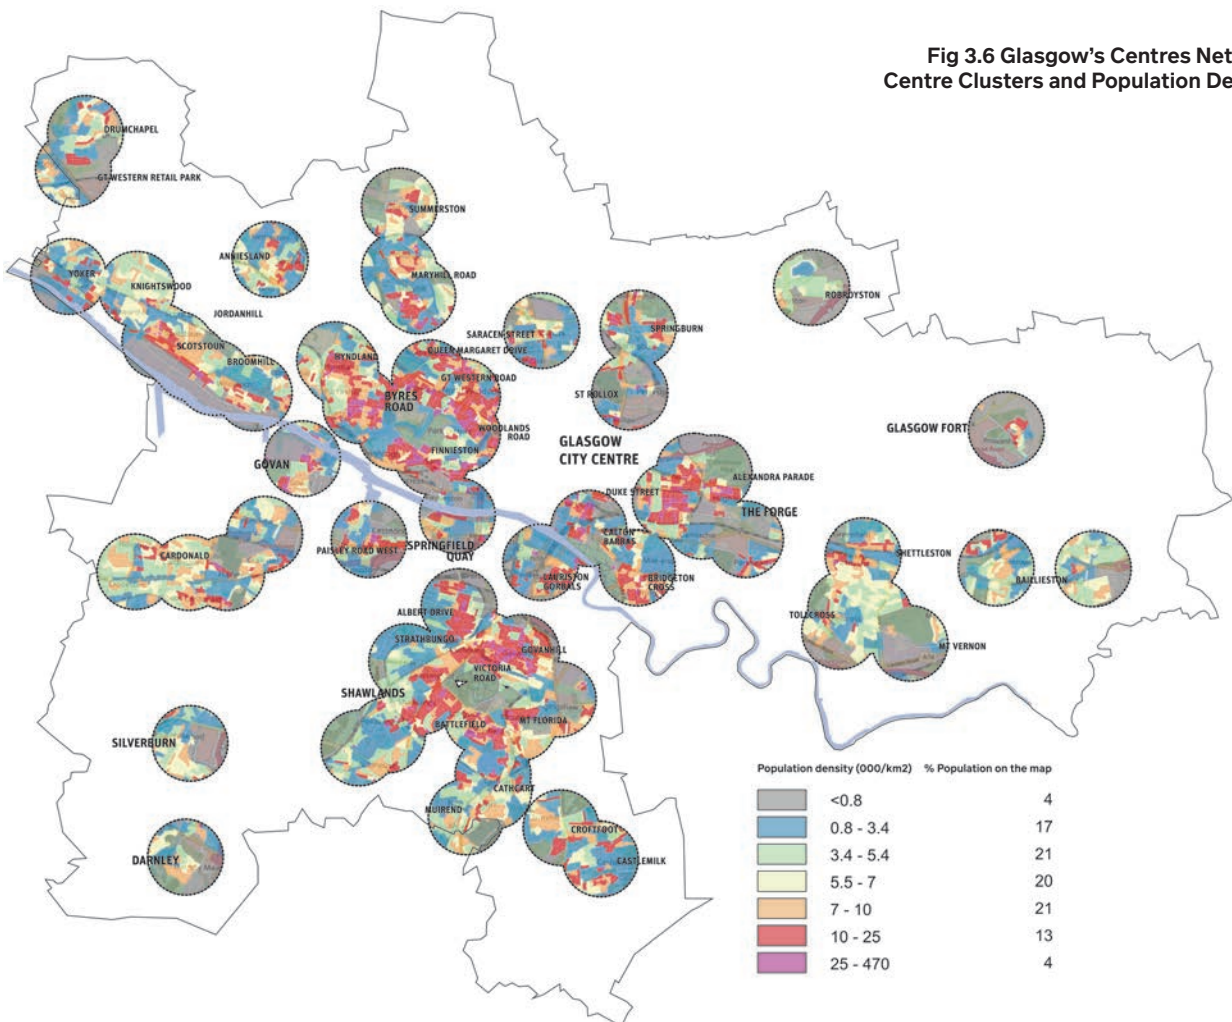 Fig 3.6 Glasgow's Centres Net
Centre Clusters and Population De
DRUMCHAPEL
GT WESTERN RETAIL PARK
SUMMERSTON
ANNIESLAND
MARYHILL ROAD
YOKER
KNIGHTSWOOD
JORDANHILL
ROBROYSTON
SCOTSTOUN
BROOMHILL
HYNDLAND
SARACEN STREET
SPRINGBURN
QUEEN MARGARET DRIVE
GT WESTERN ROAD
BYRES
ROAD
ST ROLLOX
WOODLANDS
ROAD
FINNIESTON
GLASGOW
CITY CENTRE
GLASGOW FORT
GOVAN
ALEXANDRA PARADE
DUKE STREET
THE FORGE
CALTON
BARRAS
PAISLEY ROAD WEST
SPRINGFIELD
QUAY
CARDONALD
SHETTLESTON
LAURISTON
GORBALS
BRIDGETON
CROSS
BAILLIESTON
ALBERT DRIVE
TOLLCROSS
STRATHBUNGO
GOVANHILL
MT VERNON
VICTORIA
ROAD
SHAWLANDS
BATTLEFIELD
MT FLORIDA
SILVERBURN
CATHCART
MUIREND
CROFTFOOT
DARNLEY
CASTLEMILK
Population density (000/km2) % Population on the map
<0.8 4
0.8 - 3.4 17
3.4 - 5.4 21
5.5 - 7 20
7 - 10 21
10 - 25 13
25 - 470 4